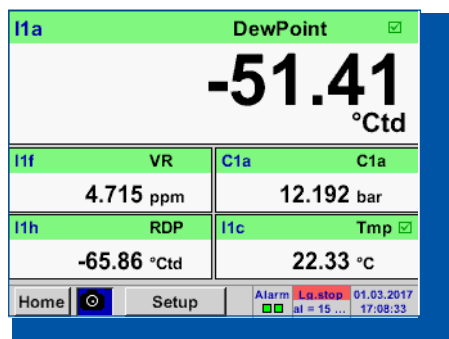 I1a DewPoint
-51.41
°Ctd
I1f VR C1a C1a
4.715 ppm 12.192 bar
I1h RDP I1c Tmp
-65.86 °Ctd 22.33 °C
Home Setup Alarm Lg.stop 01.03.2017
al = 15 ... 17:08:33